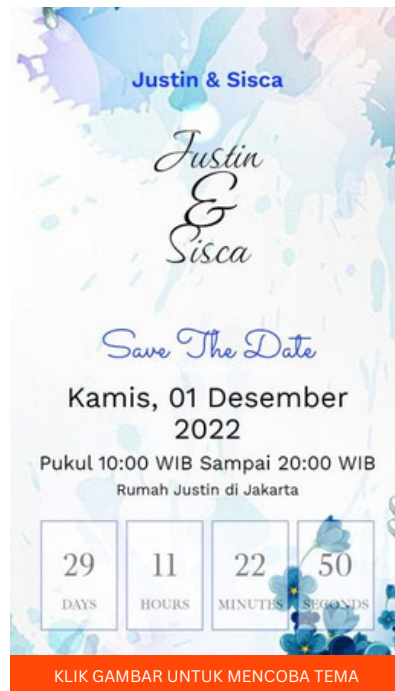 Justin & Sisca
Justin
&
Sisca
Save The Date
Kamis, 01 Desember
2022
Pukul 10:00 WIB Sampai 20:00 WIB
Rumah Justin di Jakarta
29 11 22 50
DAYS HOURS MINUTES SECONDS
KLIK GAMBAR UNTUK MENCOBA TEMA